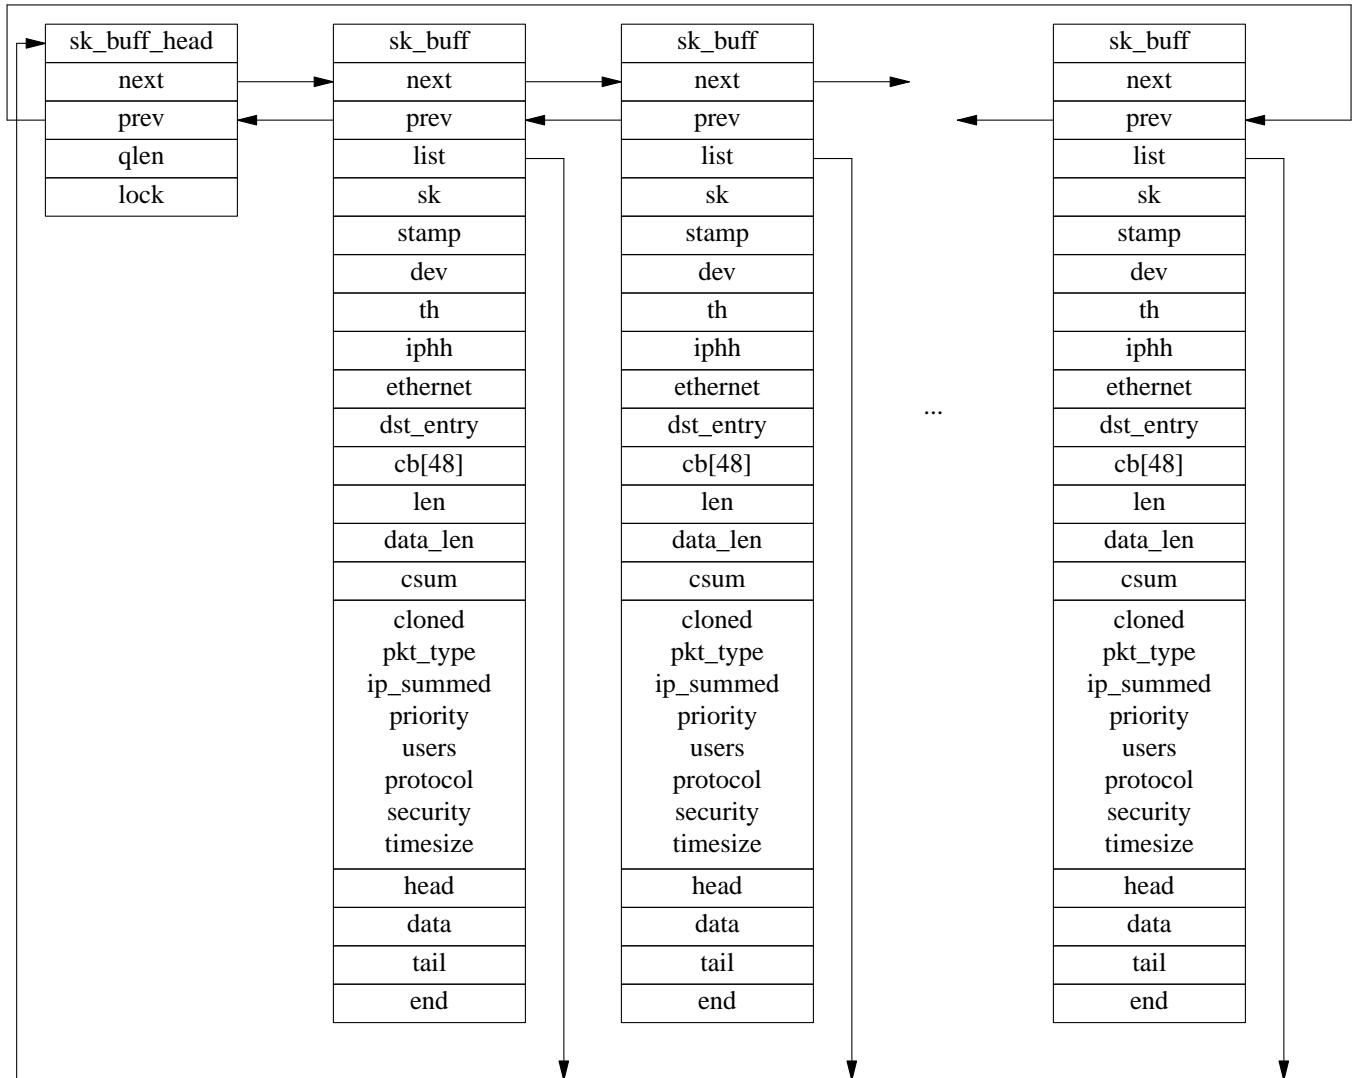 sk_buff_head
next
prev
qlen
lock
sk_buff
next
prev
list
sk
stamp
dev
th
iphh
ethernet
dst_entry
cb[48]
len
data_len
csum
cloned
pkt_type
ip_summed
priority
users
protocol
security
timesize
head
data
tail
end
sk_buff
next
prev
list
sk
stamp
dev
th
iphh
ethernet
dst_entry
cb[48]
len
data_len
csum
cloned
pkt_type
ip_summed
priority
users
protocol
security
timesize
head
data
tail
end
...
sk_buff
next
prev
list
sk
stamp
dev
th
iphh
ethernet
dst_entry
cb[48]
len
data_len
csum
cloned
pkt_type
ip_summed
priority
users
protocol
security
timesize
head
data
tail
end